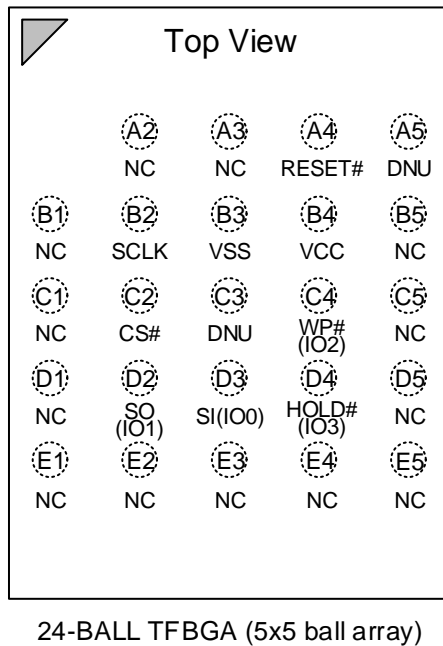 Top View
A2 A3 A4 A5
NC NC RESET# DNU
B1 B2 B3 B4 B5
NC SCLK VSS VCC NC
C1 C2 C3 C4 C5
NC CS# DNU WP# (IO2) NC
D1 D2 D3 D4 D5
NC SO (IO1) SI(IO0) HOLD# (IO3) NC
E1 E2 E3 E4 E5
NC NC NC NC NC
24-BALL TFBGA (5x5 ball array)